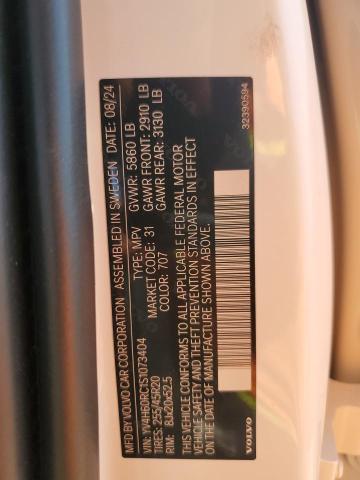 MFD BY VOLVO CAR CORPORATION ASSEMBLED IN SWEDEN DATE: 08/24
VIN: YV4H60RC1S1073404 TYPE: MPV GVWR: 5860 LB
TIRES: 255/45R20 MARKET CODE: 31 GAWR FRONT: 2910 LB
RIM: 8Jx20x52.5 COLOR: 707 GAWR REAR: 3130 LB
THIS VEHICLE CONFORMS TO ALL APPLICABLE FEDERAL MOTOR
VEHICLE SAFETY AND THEFT PREVENTION STANDARDS IN EFFECT
ON THE DATE OF MANUFACTURE SHOWN ABOVE.
VOLVO 32390594